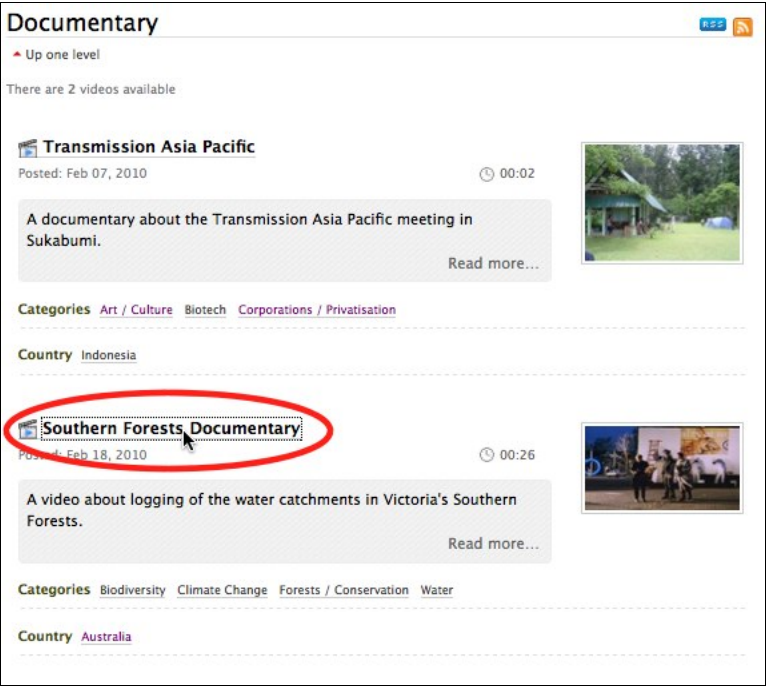 Documentary
RSS
Up one level
There are 2 videos available
Transmission Asia Pacific
Posted: Feb 07, 2010 00:02
A documentary about the Transmission Asia Pacific meeting in
Sukabumi.
Read more...
Categories Art / Culture Biotech Corporations / Privatisation
Country Indonesia
Southern Forests Documentary
Posted: Feb 18, 2010 00:26
A video about logging of the water catchments in Victoria's Southern
Forests.
Read more...
Categories Biodiversity Climate Change Forests / Conservation Water
Country Australia